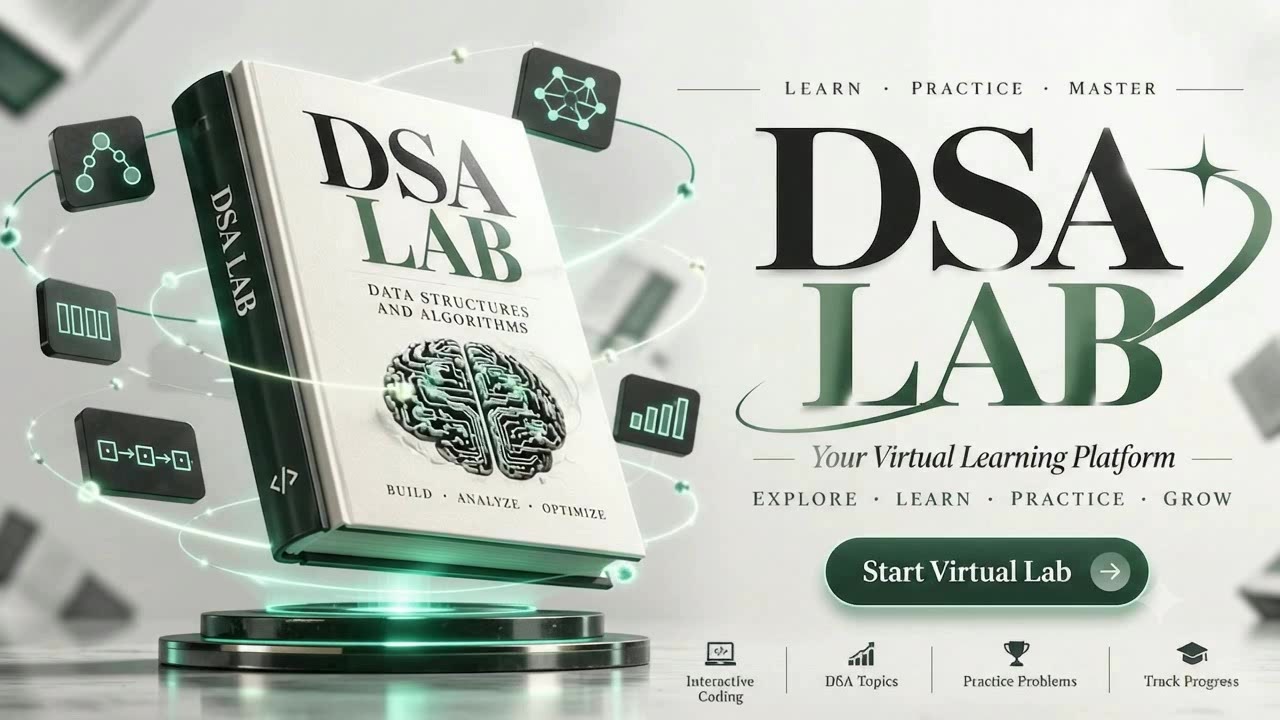 DSA
LAB
DATA STRUCTURES
AND ALGORITHMS
BUILD · ANALYZE · OPTIMIZE
DSA LAB
</>
LEARN · PRACTICE · MASTER
DSA
LAB
Your Virtual Learning Platform
EXPLORE · LEARN · PRACTICE · GROW
Start Virtual Lab
</>
Interactive
Coding
D&A Topics
Practice Problems
Track Progress